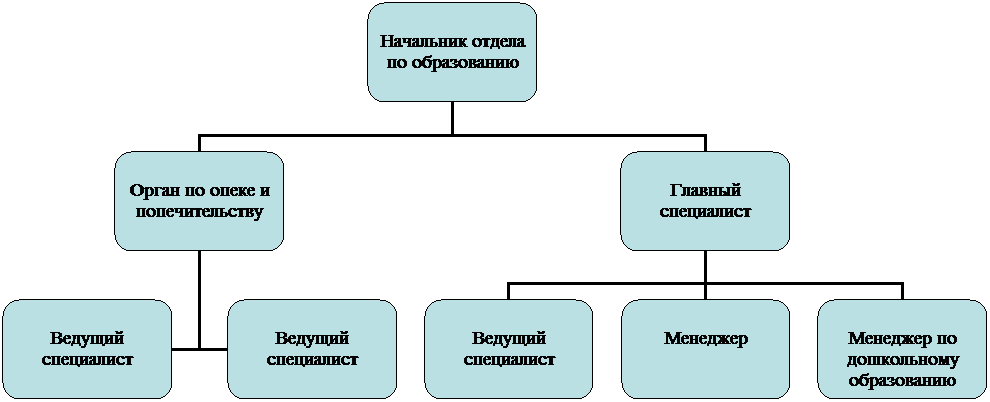 Начальник отдела
по образованию
Орган по опеке и
попечительству
Главный
специалист
Ведущий
специалист
Ведущий
специалист
Ведущий
специалист
Менеджер
Менеджер по
дошкольному
образованию